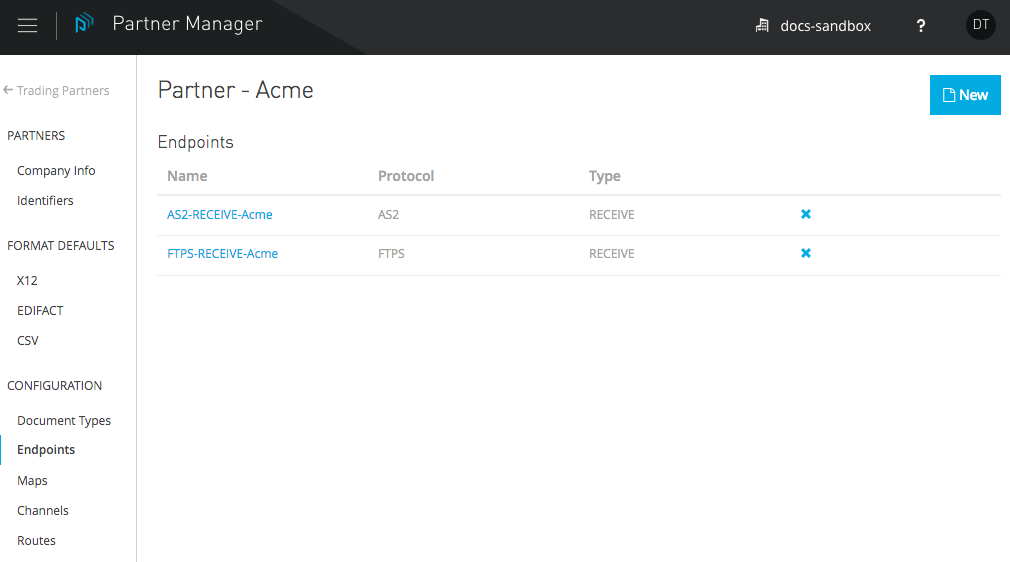 Partner Manager
docs-sandbox
?
DT
Trading Partners
PARTNERS
Company Info
Identifiers
FORMAT DEFAULTS
X12
EDIFACT
CSV
CONFIGURATION
Document Types
Endpoints
Maps
Channels
Routes
Partner - Acme
New
Endpoints
Name Protocol Type
AS2-RECEIVE-Acme AS2 RECEIVE
FTPS-RECEIVE-Acme FTPS RECEIVE